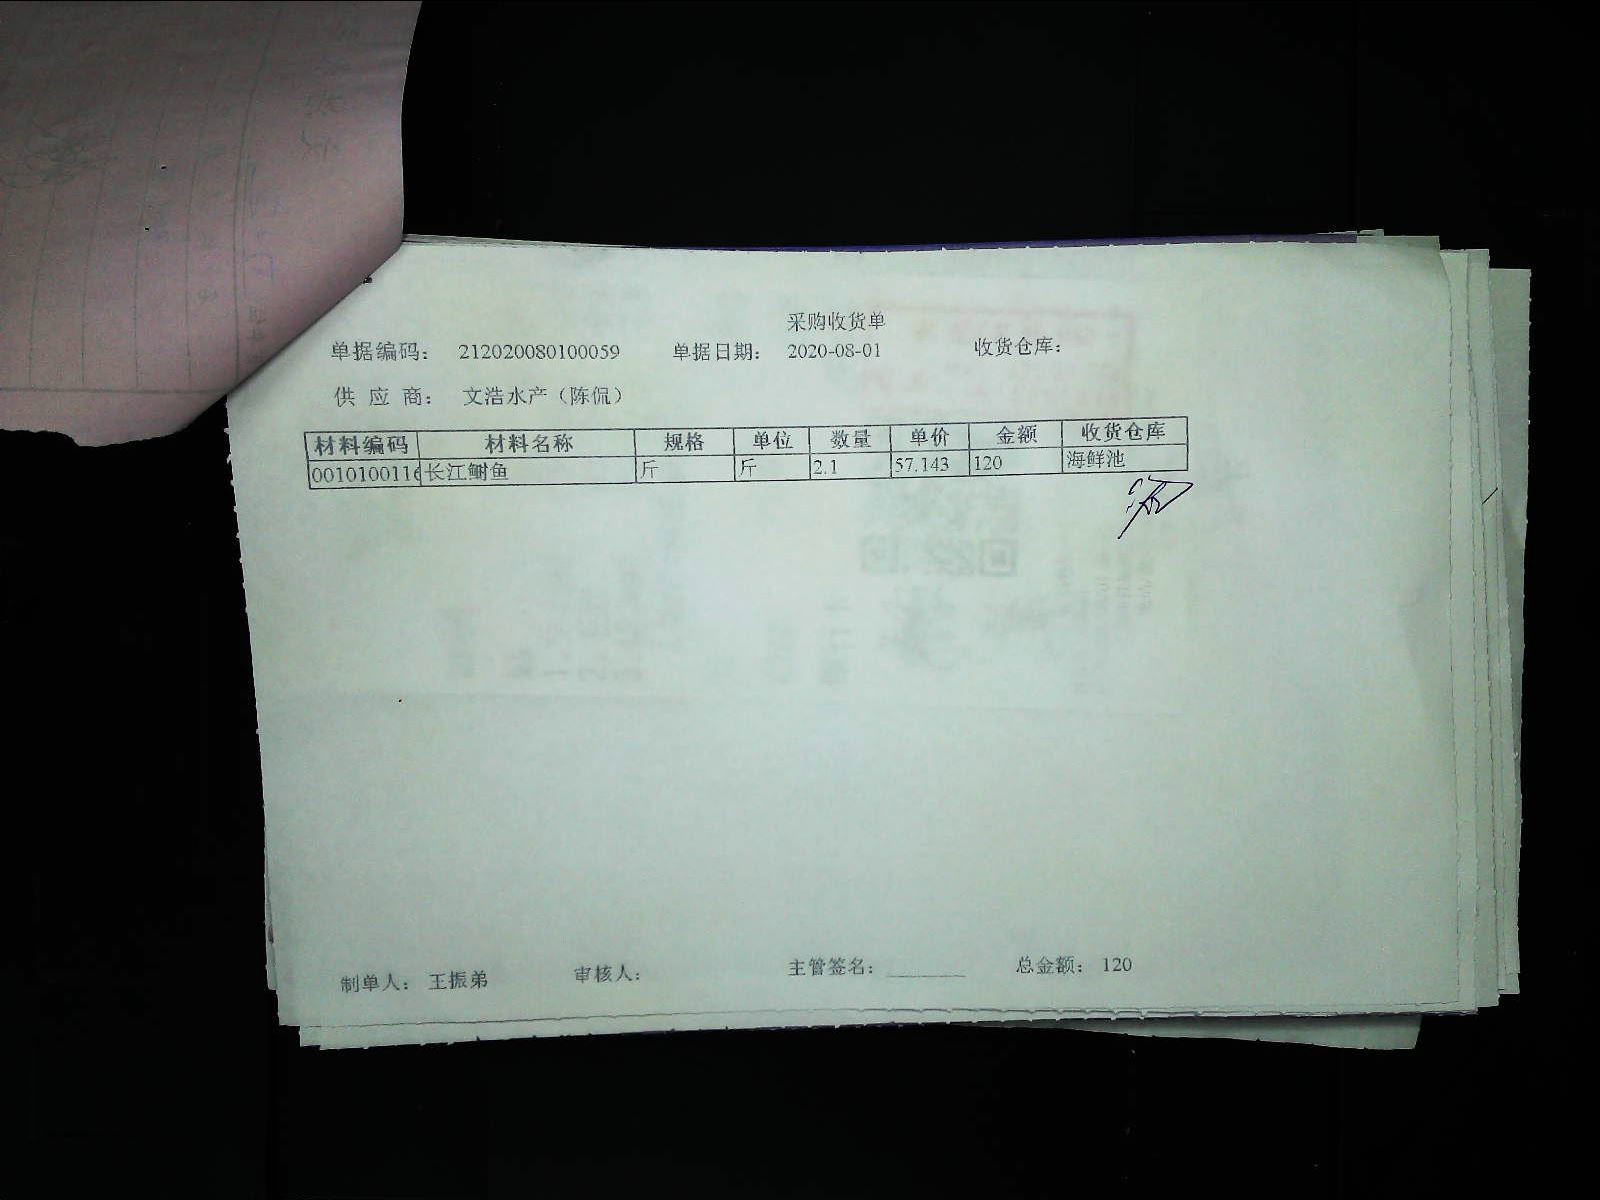 采购收货单
单据编码： 212020080100059 单据日期： 2020-08-01 收货仓库：
供 应 商： 文浩水产（陈侃）
材料编码 材料名称 规格 单位 数量 单价 金额 收货仓库
001010011 长江鲥鱼 斤 斤 2.1 57.143 120 海鲜池
制单人： 王振弟 审核人： 主管签名： ________ 总金额： 120